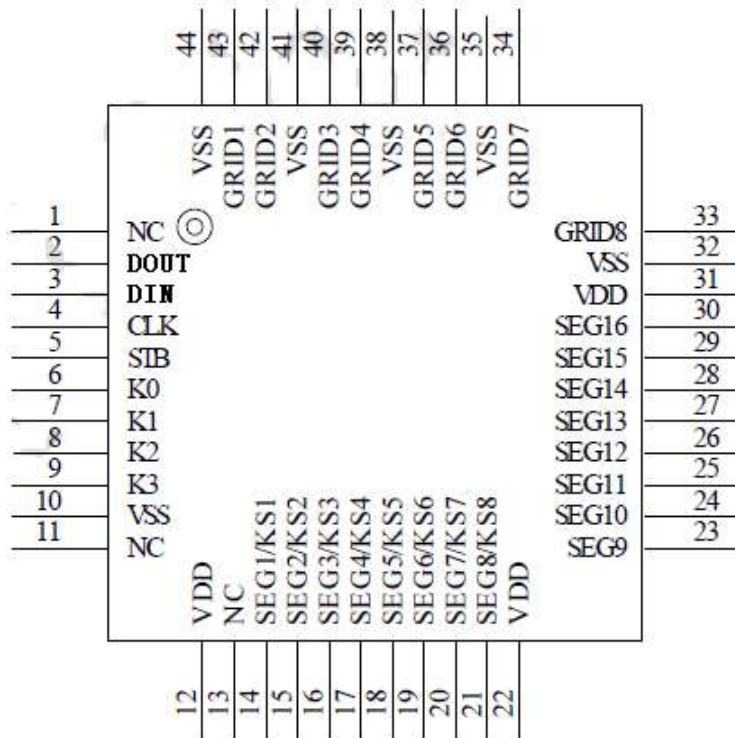 44 43 42 41 40 39 38 37 36 35 34
VSS GRID1 GRID2 VSS GRID3 GRID4 VSS GRID5 GRID6 VSS GRID7
1 NC GRID8 33
2 DOUT VSS 32
3 DIN VDD 31
4 CLK SEG16 30
5 STB SEG15 29
6 K0 SEG14 28
7 K1 SEG13 27
8 K2 SEG12 26
9 K3 SEG11 25
10 VSS SEG10 24
11 NC SEG9 23
VDD NC SEG1/KS1 SEG2/KS2 SEG3/KS3 SEG4/KS4 SEG5/KS5 SEG6/KS6 SEG7/KS7 SEG8/KS8 VDD
12 13 14 15 16 17 18 19 20 21 22